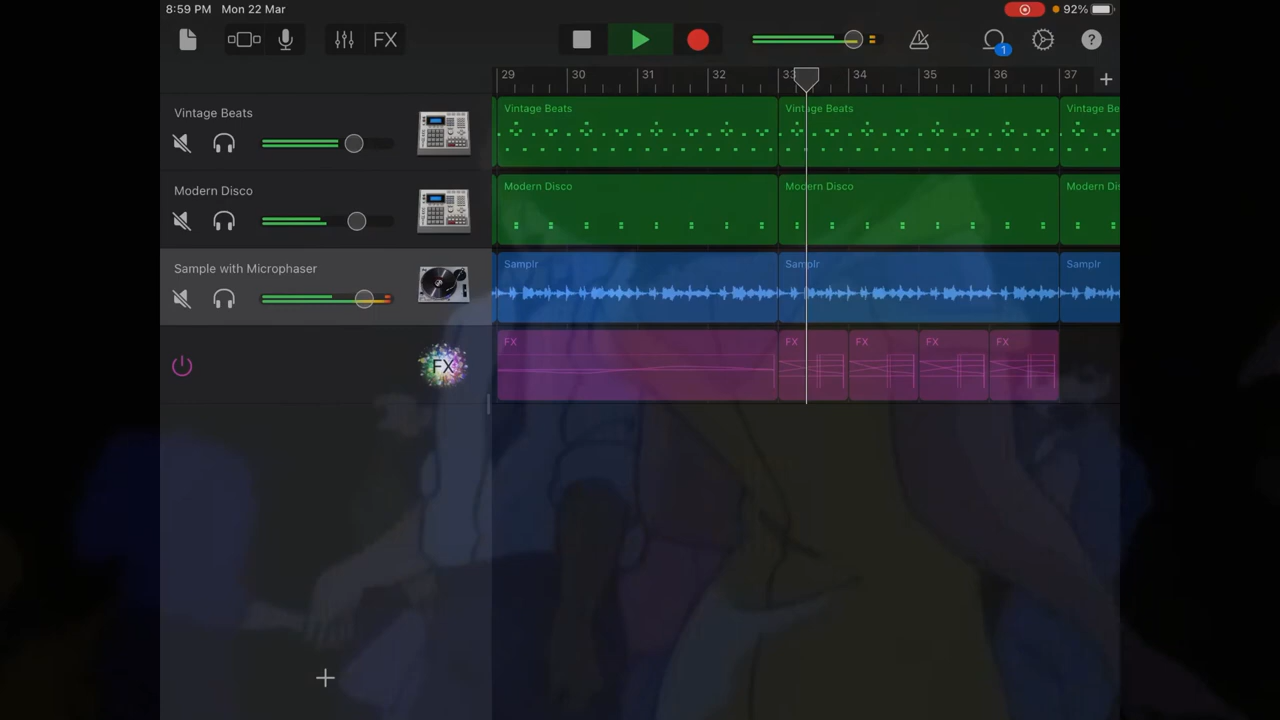 8:59 PM Mon 22 Mar
92%
FX
1
?
29 30 31 32 33 34 35 36 37
Vintage Beats
Vintage Beats
Vintage Beats
Vintage Be
Modern Disco
Modern Disco
Modern Disco
Modern Dis
Sample with Microphaser
Samplr
Samplr
Samplr
FX
FX
FX
FX
FX
FX